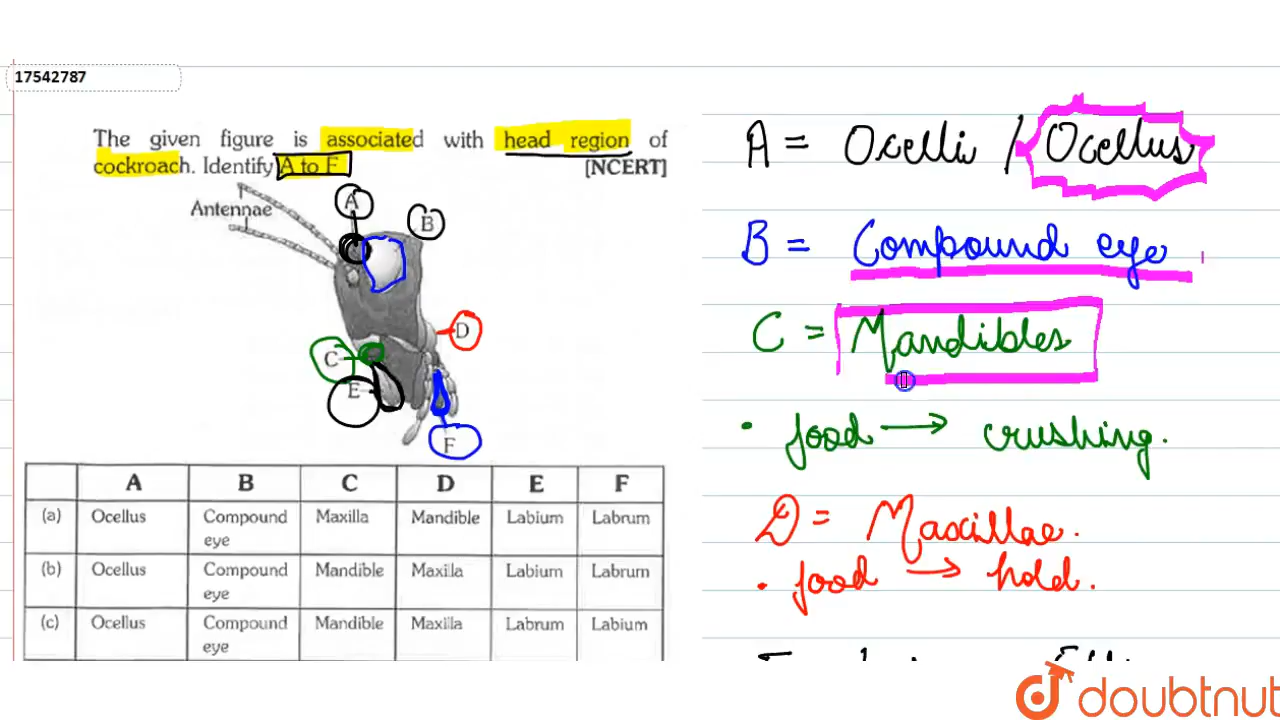 17542787
The given figure is associated with head region of
cockroach. Identify A to F [NCERT]
Antennae
A
B
C
D
E
F
A B C D E F
(a) Ocellus Compound eye Maxilla Mandible Labium Labrum
(b) Ocellus Compound eye Mandible Maxilla Labium Labrum
(c) Ocellus Compound eye Mandible Maxilla Labrum Labium
A = Ocelli / Ocellus
B = Compound eye
C = Mandibles
• food → crushing.
D = Maxillae.
• food → hold.
doubtnut